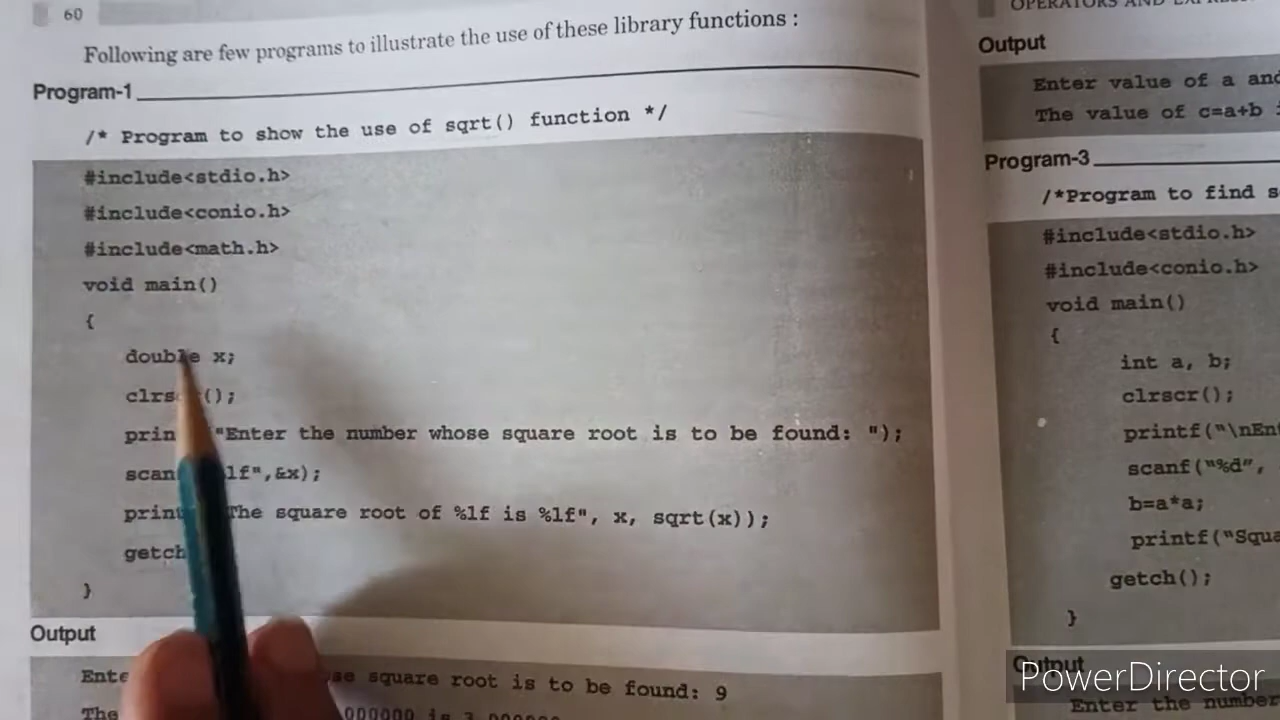 60
Following are few programs to illustrate the use of these library functions :
Program-1
/* Program to show the use of sqrt() function */
#include<stdio.h>
#include<conio.h>
#include<math.h>
void main()
{
double x;
clrs ();
prin "Enter the number whose square root is to be found: ");
scan lf",&x);
print The square root of %lf is %lf", x, sqrt(x));
getch
}
Output
Ente se square root is to be found: 9
The 000000 is 3
Output
Enter value of a and
The value of c=a+b
Program-3
/*Program to find s
#include<stdio.h>
#include<conio.h>
void main()
{
int a, b;
clrscr();
printf("\nEnt
scanf("%d",
b=a*a;
printf("Squa
getch();
}
Output
Enter the number
PowerDirector